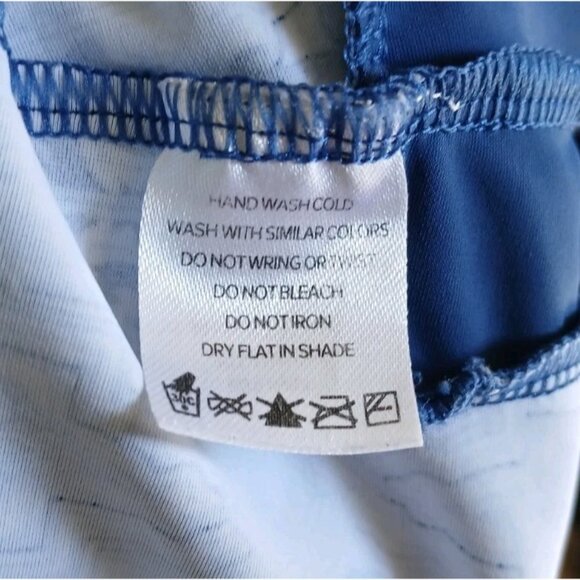 HAND WASH COLD
WASH WITH SIMILAR COLORS
DO NOT WRING OR TWIST
DO NOT BLEACH
DO NOT IRON
DRY FLAT IN SHADE